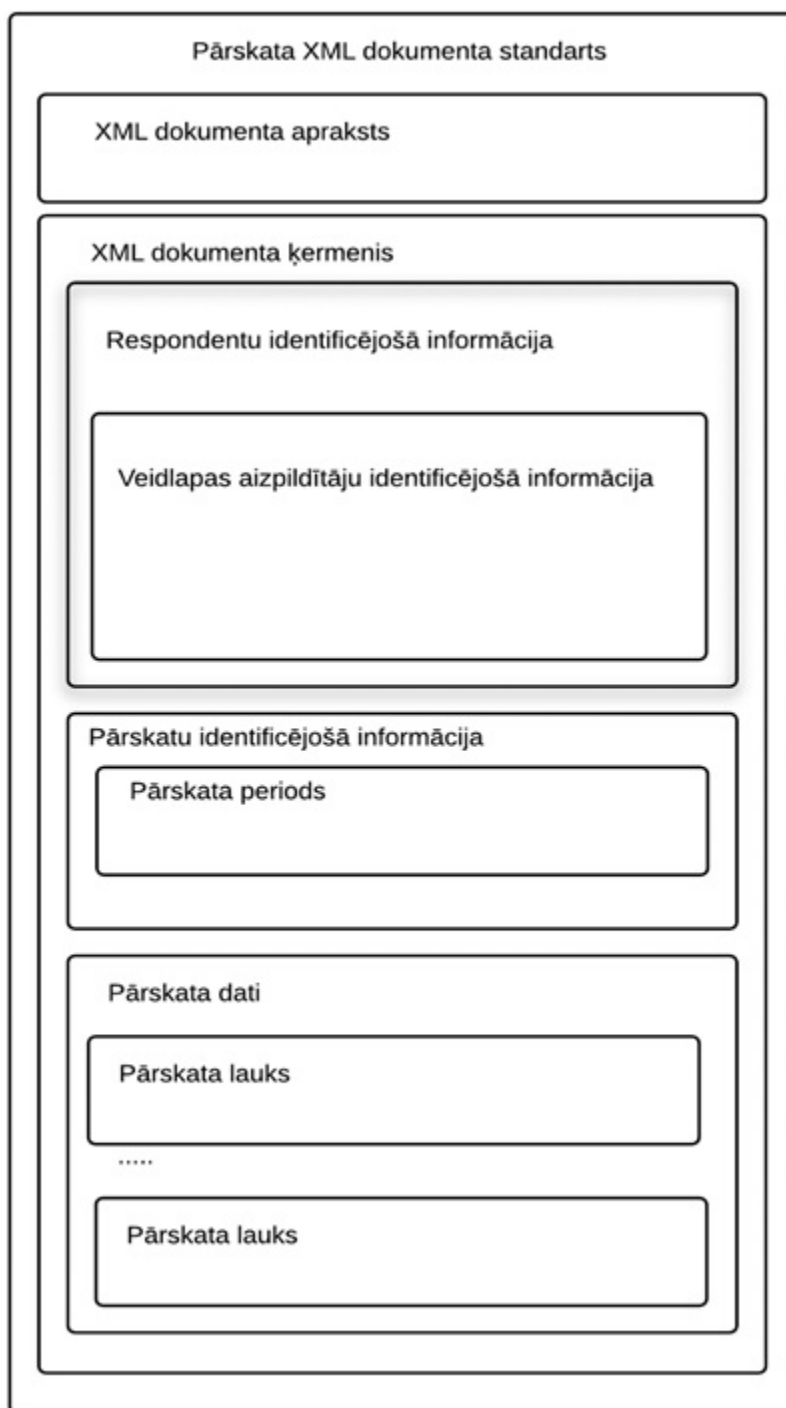 Pārskata XML dokumenta standarts
XML dokumenta apraksts
XML dokumenta ķermenis
Respondentu identificējošā informācija
Veidlapas aizpildītāju identificējošā informācija
Pārskatu identificējošā informācija
Pārskata periods
Pārskata dati
Pārskata lauks
.....
Pārskata lauks